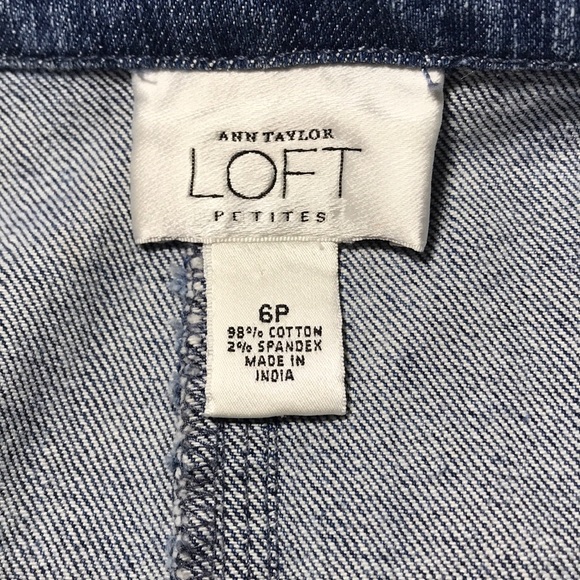 ANN TAYLOR
LOFT
PETITES
6P
98% COTTON
2% SPANDEX
MADE IN
INDIA